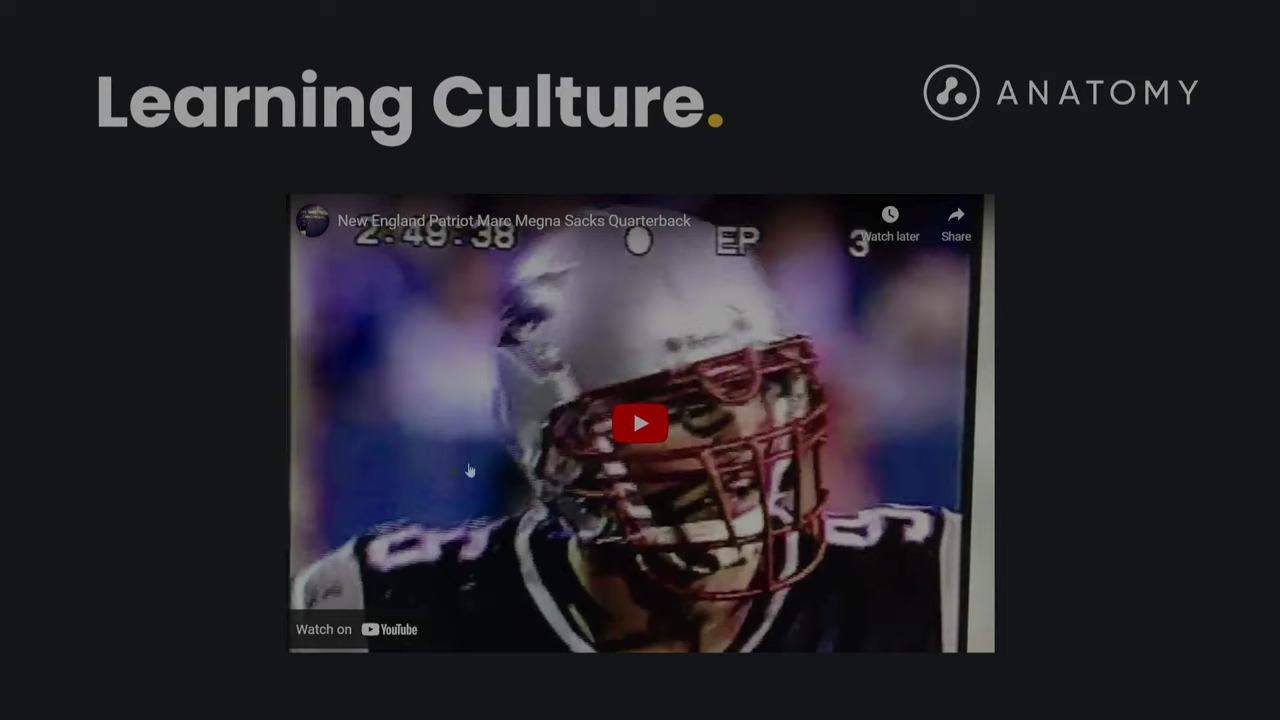 Learning Culture.
ANATOMY
New England Patriot Marc Megna Sacks Quarterback
Watch later
Share
2:49:38
EP
3
Watch on YouTube